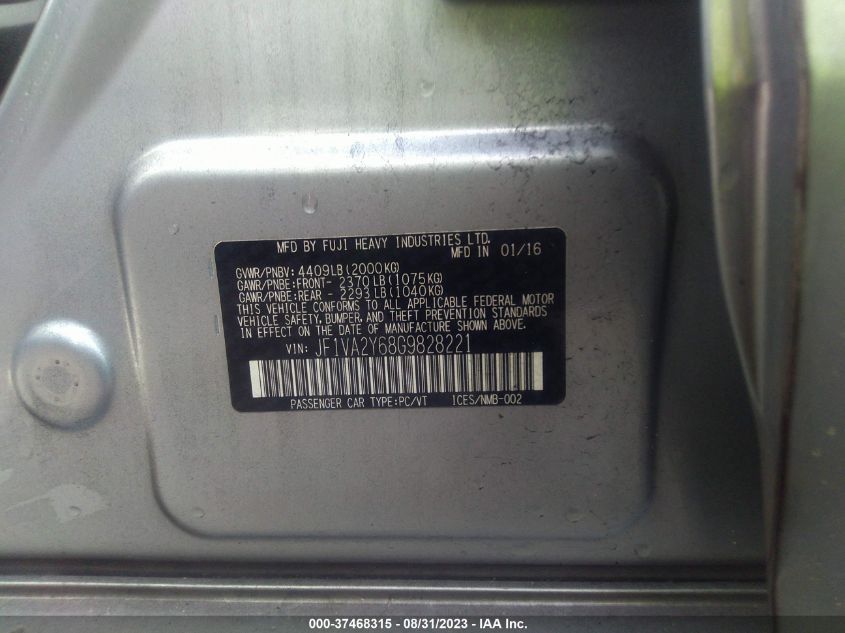 MFD BY FUJI HEAVY INDUSTRIES LTD.
MFD IN 01/16
GVWR/PNBV: 4409LB(2000KG)
GAWR/PNBE:FRONT- 2370LB(1075KG)
GAWR/PNBE:REAR - 2293LB(1040KG)
THIS VEHICLE CONFORMS TO ALL APPLICABLE FEDERAL MOTOR
VEHICLE SAFETY, BUMPER, AND THEFT PREVENTION STANDARDS
IN EFFECT ON THE DATE OF MANUFACTURE SHOWN ABOVE.
VIN: JF1VA2Y68G9828221
PASSENGER CAR TYPE:PC/VT 1CES/NMB-002
000-37468315 - 08/31/2023 - IAA Inc.